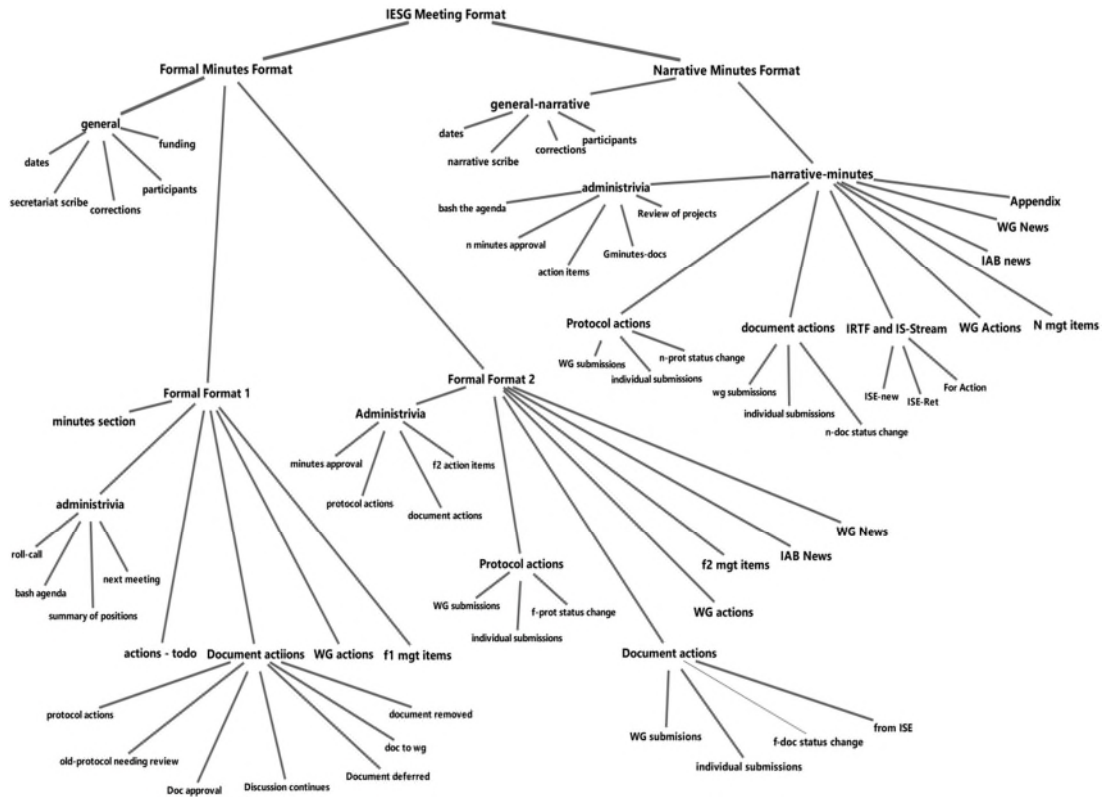 IESG Meeting Format
Formal Minutes Format
Narrative Minutes Format
general
funding
dates
secretariat scribe
corrections
participants
general-narrative
dates
narrative scribe
corrections
participants
narrative-minutes
administrivia
bash the agenda
n minutes approval
action items
Gminutes-docs
Review of projects
Appendix
WG News
IAB news
N mgt items
WG Actions
IRTF and IS-Stream
document actions
Protocol actions
WG submissions
individual submissions
n-prot status change
wg submissions
individual submissions
n-doc status change
ISE-new
ISE-Ret
For Action
Formal Format 1
minutes section
administrivia
roll-call
bash agenda
summary of positions
next meeting
actions - todo
Document actiions
WG actions
f1 mgt items
protocol actions
old-protocol needing review
Doc approval
Discussion continues
Document deferred
doc to wg
document removed
Formal Format 2
Administrivia
minutes approval
protocol actions
document actions
f2 action items
Protocol actions
WG submissions
individual submissions
f-prot status change
WG News
IAB News
f2 mgt items
WG actions
Document actions
WG submisions
individual submissions
f-doc status change
from ISE